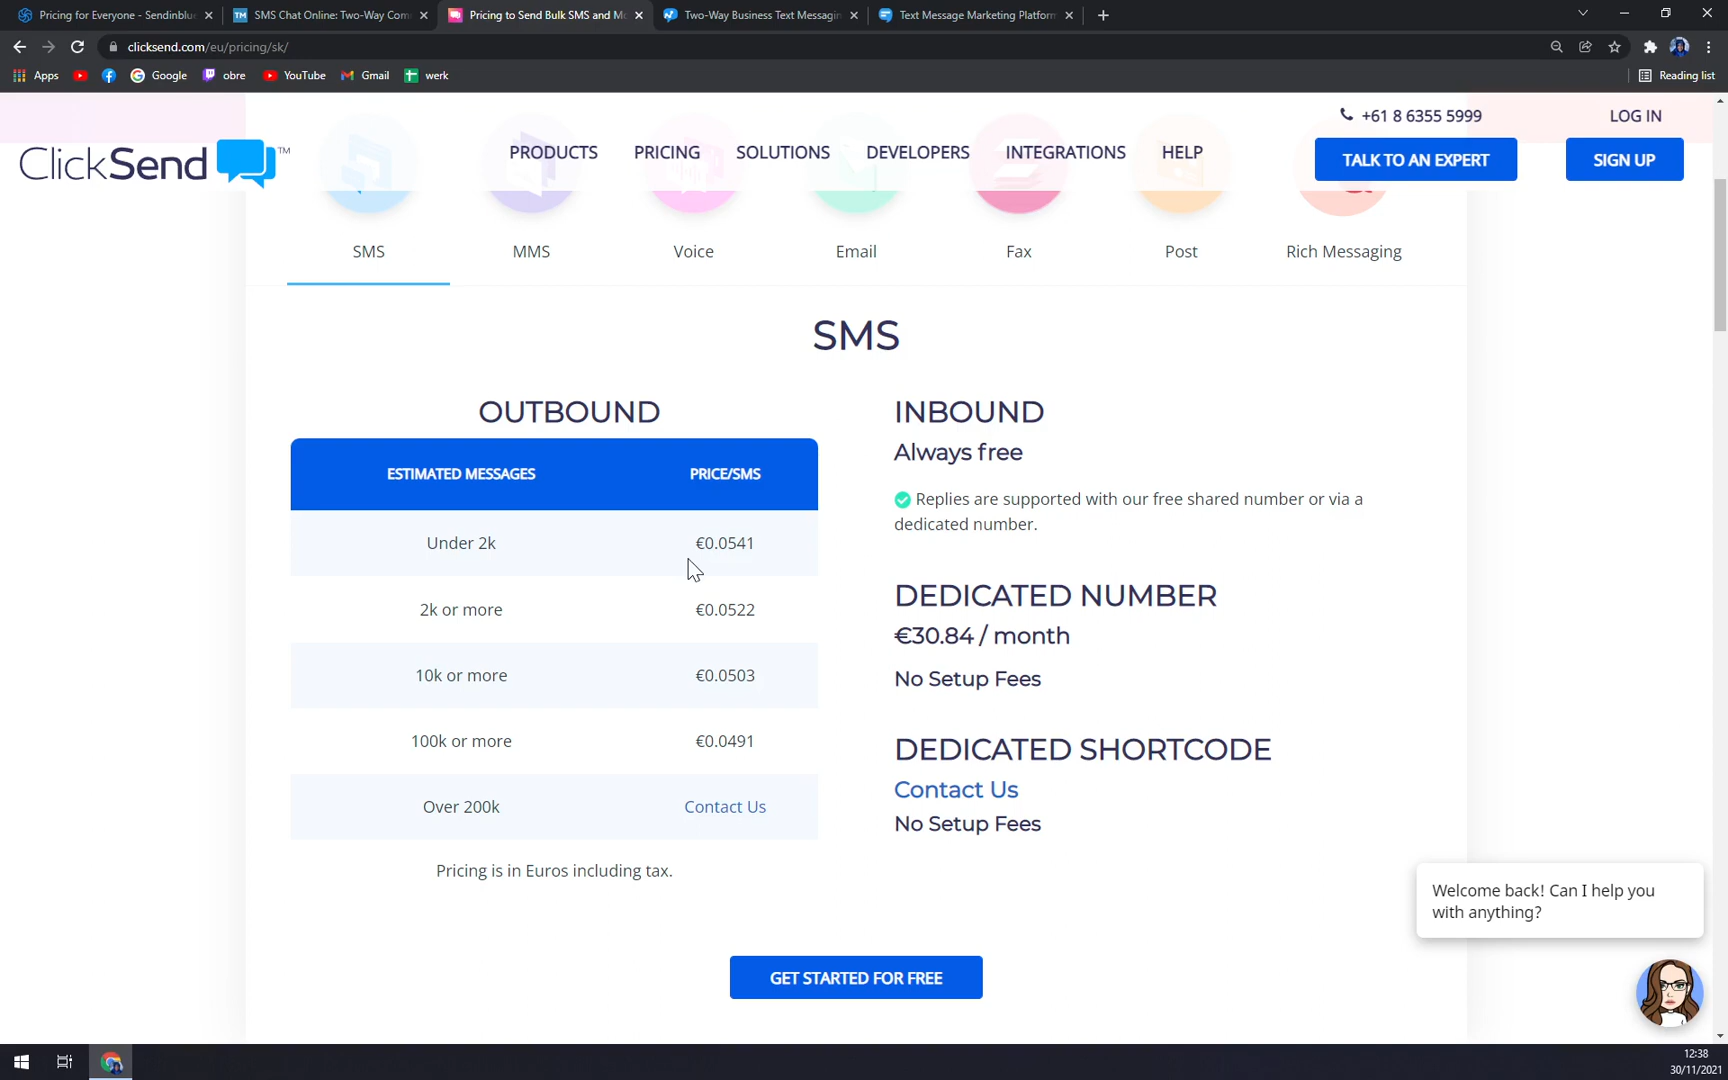 Pricing for Everyone - Sendinblu
SMS Chat Online: Two-Way Com
Pricing to Send Bulk SMS and M
Two-Way Business Text Messagin
Text Message Marketing Platform
clicksend.com/eu/pricing/sk/
Apps
Google
obre
YouTube
Gmail
werk
Reading list
+61 8 6355 5999
LOG IN
ClickSend™
PRODUCTS
PRICING
SOLUTIONS
DEVELOPERS
INTEGRATIONS
HELP
TALK TO AN EXPERT
SIGN UP
SMS
MMS
Voice
Email
Fax
Post
Rich Messaging
SMS
OUTBOUND
ESTIMATED MESSAGES PRICE/SMS
Under 2k €0.0541
2k or more €0.0522
10k or more €0.0503
100k or more €0.0491
Over 200k Contact Us
Pricing is in Euros including tax.
INBOUND
Always free
Replies are supported with our free shared number or via a
dedicated number.
DEDICATED NUMBER
€30.84 / month
No Setup Fees
DEDICATED SHORTCODE
Contact Us
No Setup Fees
GET STARTED FOR FREE
Welcome back! Can I help you
with anything?
12:38
30/11/2021